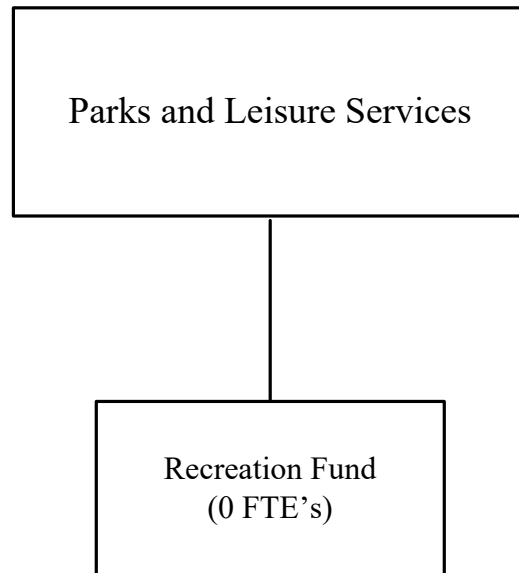 Parks and Leisure Services
Recreation Fund
(0 FTE’s)